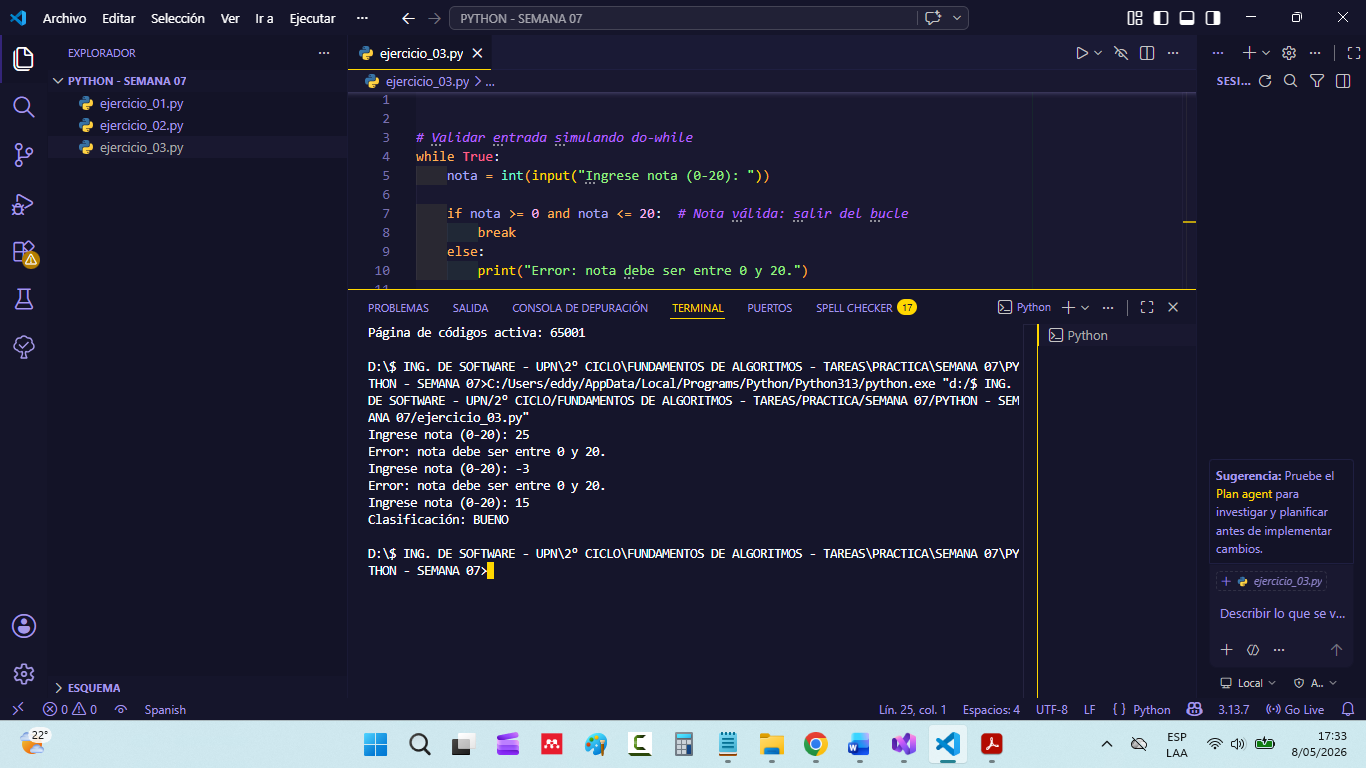 Archivo Editar Selección Ver Ir a Ejecutar ··· PYTHON - SEMANA 07
EXPLORADOR
PYTHON - SEMANA 07
ejercicio_01.py
ejercicio_02.py
ejercicio_03.py
ESQUEMA
ejercicio_03.py
ejercicio_03.py > ...
1
2
3 # Validar entrada simulando do-while
4 while True:
5 nota = int(input("Ingrese nota (0-20): "))
6
7 if nota >= 0 and nota <= 20: # Nota válida: salir del bucle
8 break
9 else:
10 print("Error: nota debe ser entre 0 y 20.")
11
PROBLEMAS SALIDA CONSOLA DE DEPURACIÓN TERMINAL PUERTOS SPELL CHECKER 17 Python
Python
Página de códigos activa: 65001
D:\$ ING. DE SOFTWARE - UPN\2º CICLO\FUNDAMENTOS DE ALGORITMOS - TAREAS\PRACTICA\SEMANA 07\PY
THON - SEMANA 07>C:/Users/eddy/AppData/Local/Programs/Python/Python313/python.exe "d:/$ ING.
DE SOFTWARE - UPN/2º CICLO/FUNDAMENTOS DE ALGORITMOS - TAREAS/PRACTICA/SEMANA 07/PYTHON - SEM
ANA 07/ejercicio_03.py"
Ingrese nota (0-20): 25
Error: nota debe ser entre 0 y 20.
Ingrese nota (0-20): -3
Error: nota debe ser entre 0 y 20.
Ingrese nota (0-20): 15
Clasificación: BUENO
D:\$ ING. DE SOFTWARE - UPN\2º CICLO\FUNDAMENTOS DE ALGORITMOS - TAREAS\PRACTICA\SEMANA 07\PY
THON - SEMANA 07>
SESI...
Sugerencia: Pruebe el
Plan agent para
investigar y planificar
antes de implementar
cambios.
ejercicio_03.py
Describir lo que se v...
Local A..
0 0 Spanish Lín. 25, col. 1 Espacios: 4 UTF-8 LF { } Python 3.13.7 Go Live
22°
ESP
LAA
17:33
8/05/2026